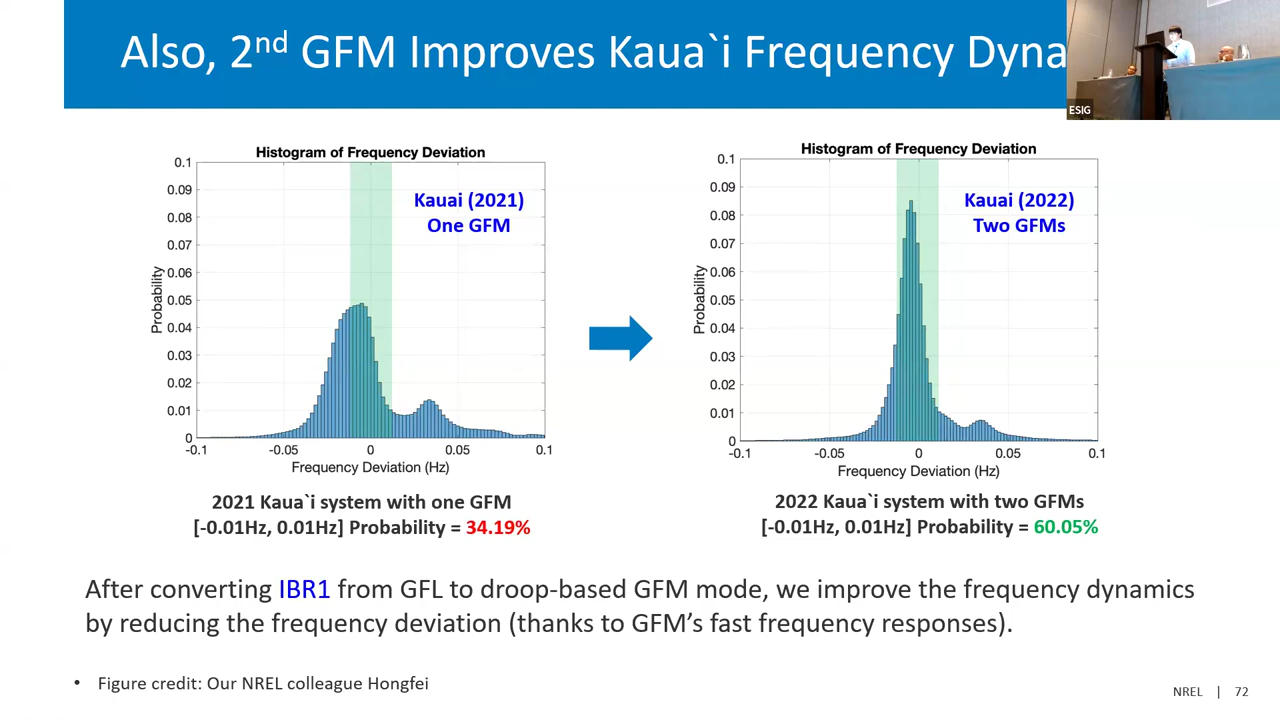 Also, 2nd GFM Improves Kaua`i Frequency Dyna
ESIG
Histogram of Frequency Deviation
Kauai (2021)
One GFM
Probability
0.1
0.09
0.08
0.07
0.06
0.05
0.04
0.03
0.02
0.01
0
-0.1 -0.05 0 0.05 0.1
Frequency Deviation (Hz)
2021 Kaua`i system with one GFM
[-0.01Hz, 0.01Hz] Probability = 34.19%
Histogram of Frequency Deviation
Kauai (2022)
Two GFMs
Probability
0.1
0.09
0.08
0.07
0.06
0.05
0.04
0.03
0.02
0.01
0
-0.1 -0.05 0 0.05 0.1
Frequency Deviation (Hz)
2022 Kaua`i system with two GFMs
[-0.01Hz, 0.01Hz] Probability = 60.05%
After converting IBR1 from GFL to droop-based GFM mode, we improve the frequency dynamics
by reducing the frequency deviation (thanks to GFM’s fast frequency responses).
• Figure credit: Our NREL colleague Hongfei
NREL | 72